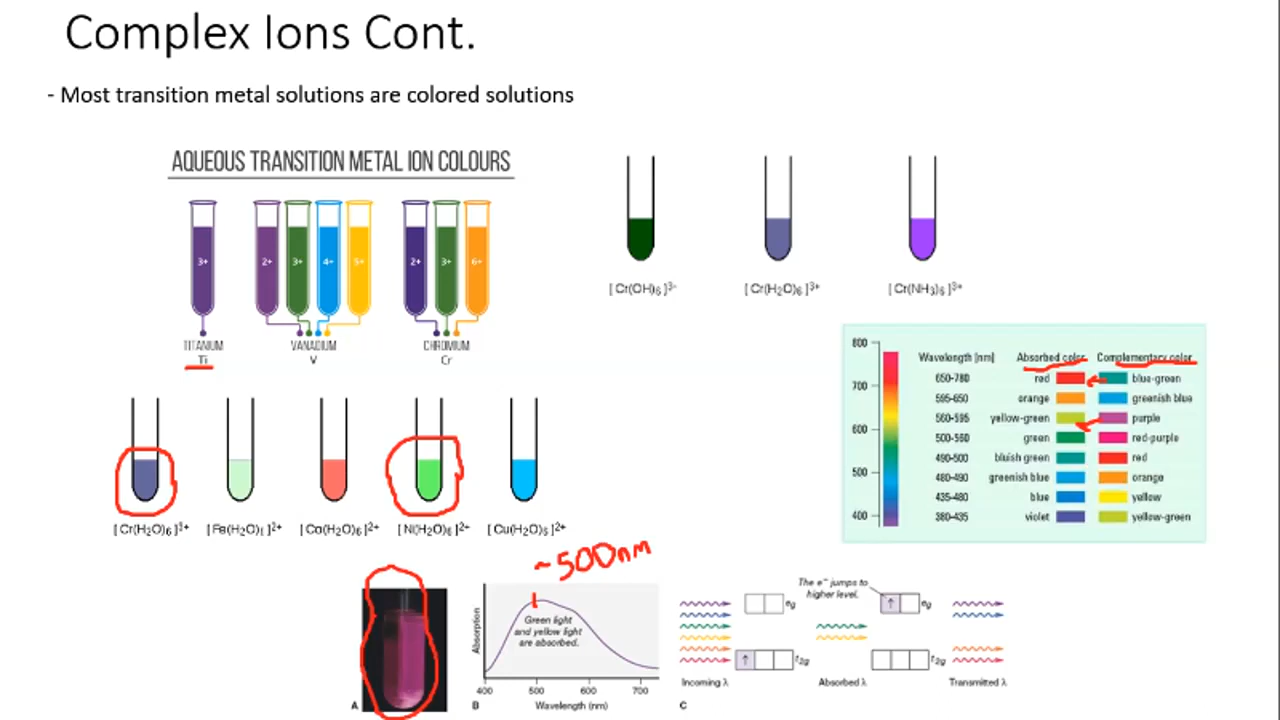 Complex Ions Cont.
- Most transition metal solutions are colored solutions
AQUEOUS TRANSITION METAL ION COLOURS
3+ 2+ 3+ 4+ 5+ 2+ 3+ 6+
TITANIUM VANADIUM CHROMIUM
Ti V Cr
[Cr(OH)6]3- [Cr(H2O)6]3+ [Cr(NH3)6]3+
800
700
600
500
400
Wavelength (nm) Absorbed color Complementary color
650-780 red blue-green
595-650 orange greenish blue
560-595 yellow-green purple
500-560 green red-purple
490-500 bluish green red
480-490 greenish blue orange
435-480 blue yellow
380-435 violet yellow-green
[Cr(H2O)6]3+ [Fe(H2O)6]2+ [Co(H2O)6]2+ [Ni(H2O)6]2+ [Cu(H2O)6]2+
~500nm
A
Absorption
Green light
and yellow light
are absorbed.
400 500 600 700
B Wavelength (nm)
The e- jumps to
higher level.
eg eg
t2g t2g
Incoming λ Absorbed λ Transmitted λ
C